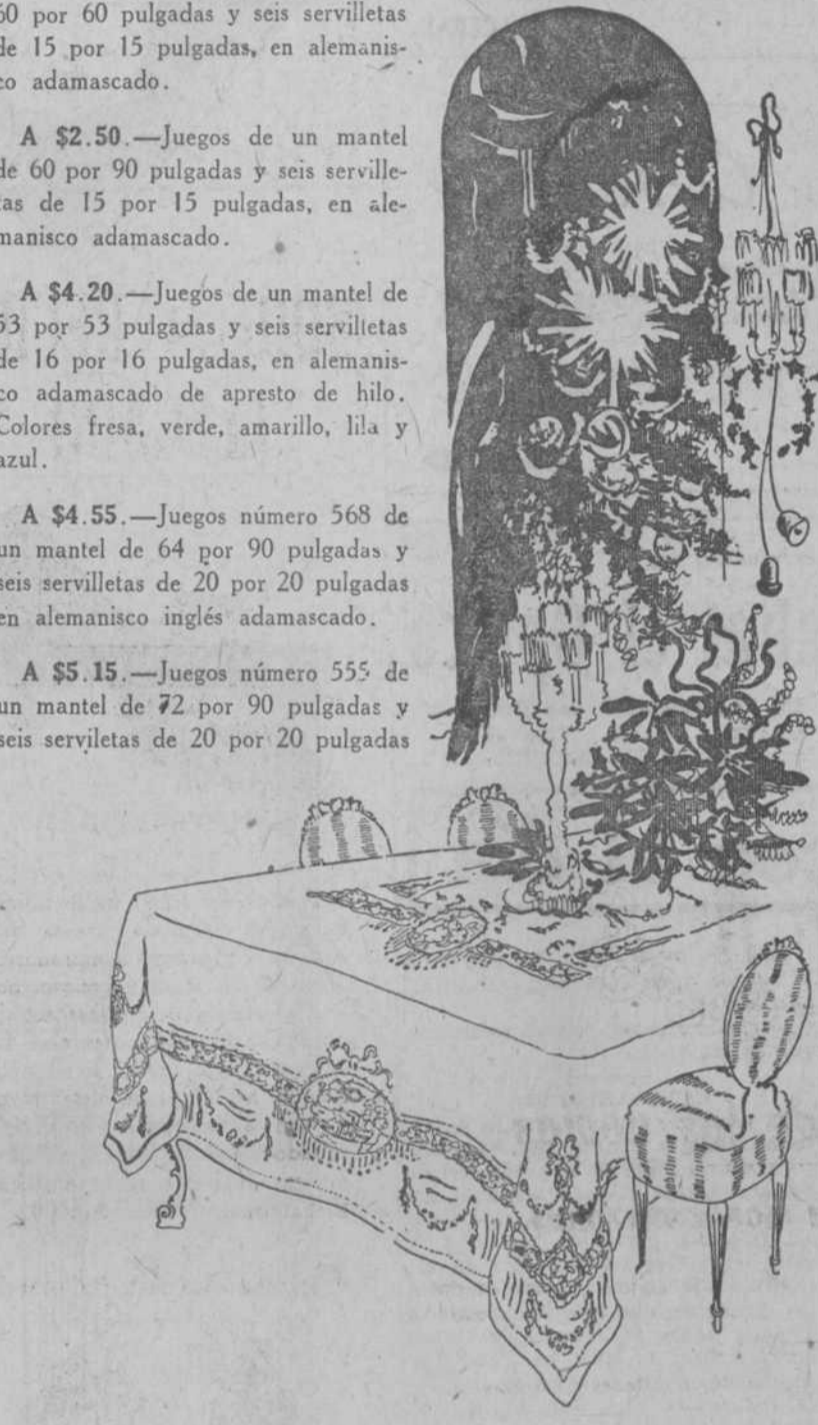 60 por 60 pulgadas y seis servilletas
de 15 por 15 pulgadas, en alemanis-
co adamascado.
A $2.50.—Juegos de un mantel
de 60 por 90 pulgadas y seis serville-
tas de 15 por 15 pulgadas, en ale-
manisco adamascado.
A $4.20.—Juegos de un mantel de
53 por 53 pulgadas y seis servilletas
de 16 por 16 pulgadas, en alemanis-
co adamascado de apresto de hilo.
Colores fresa, verde, amarillo, lila y
azul.
A $4.55.—Juegos número 568 de
un mantel de 64 por 90 pulgadas y
seis servilletas de 20 por 20 pulgadas
en alemanisco inglés adamascado.
A $5.15.—Juegos número 555 de
un mantel de 72 por 90 pulgadas y
seis serviletas de 20 por 20 pulgadas